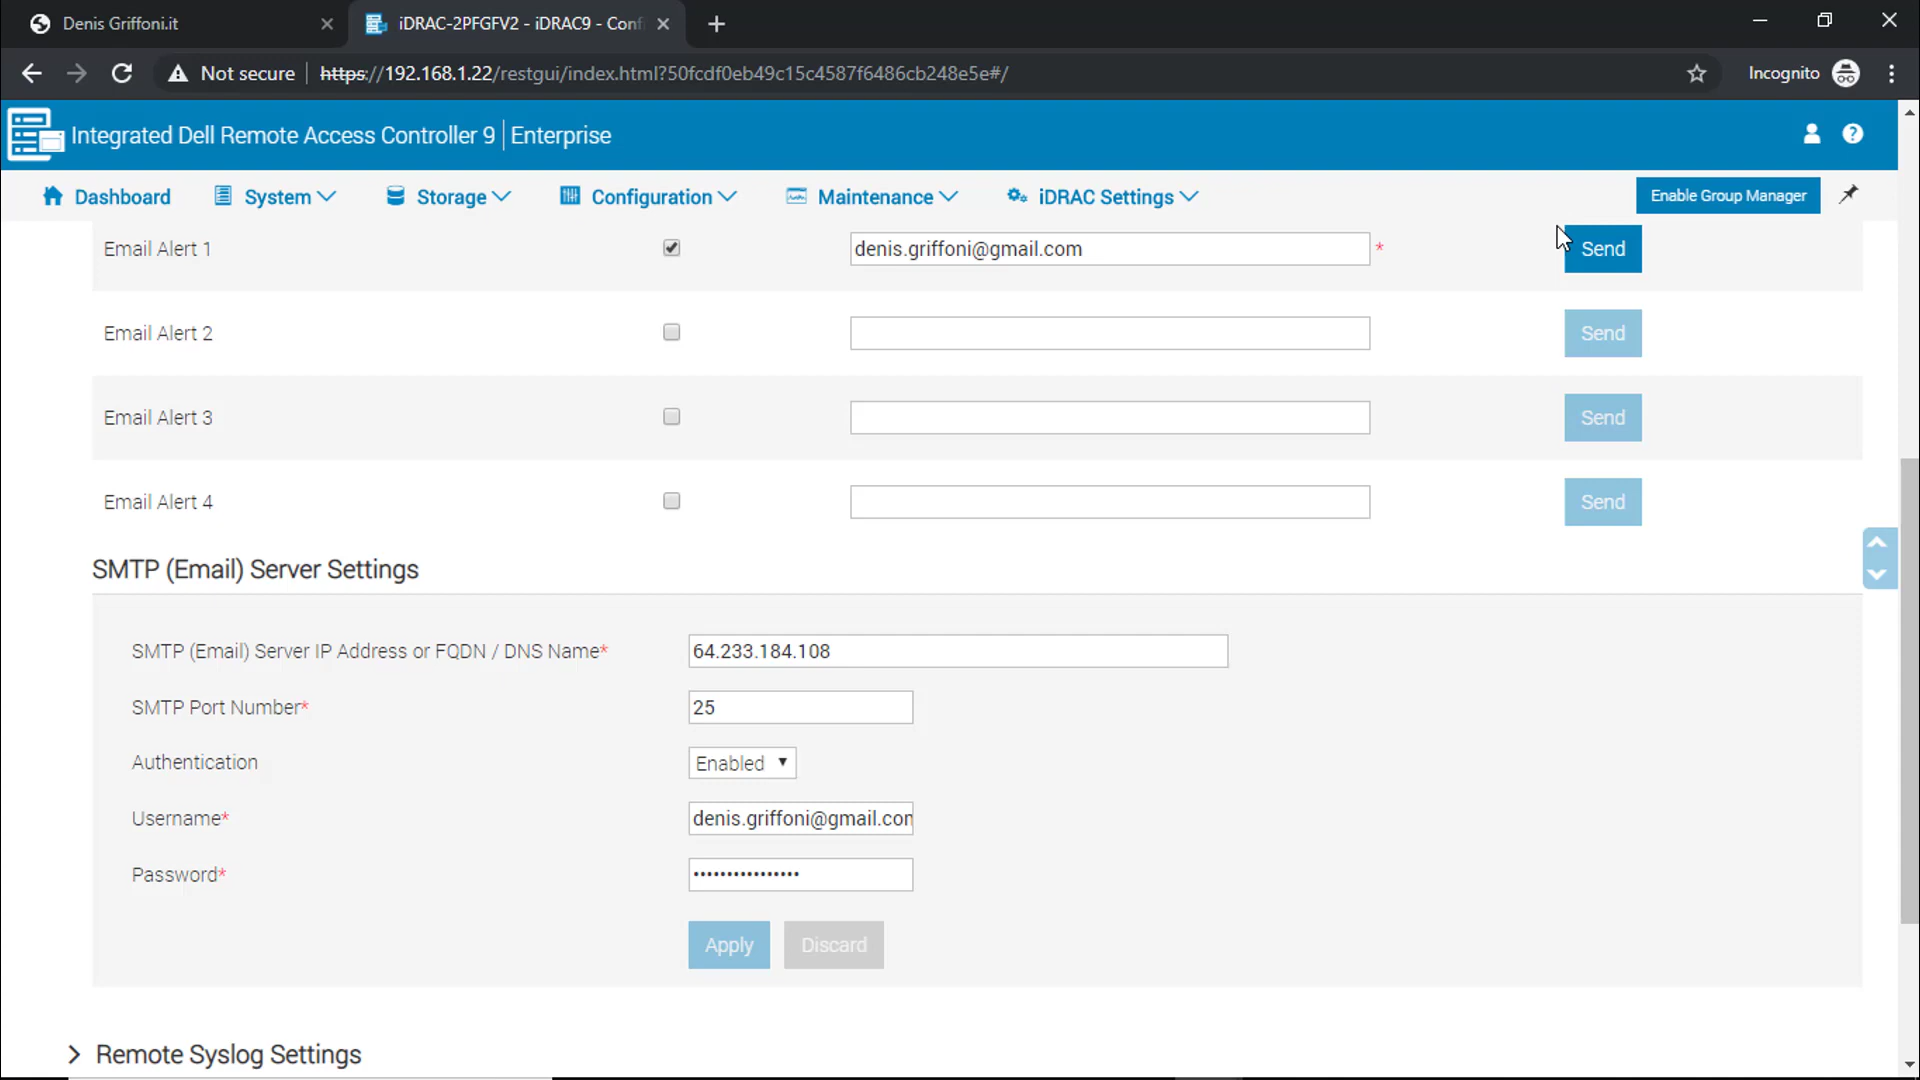 Denis Griffoni.it
iDRAC-2PFGFV2 - iDRAC9 - Conf
Not secure
https://192.168.1.22/restgui/index.html?50fcdf0eb49c15c4587f6486cb248e5e#/
Incognito
Integrated Dell Remote Access Controller 9 | Enterprise
Dashboard
System
Storage
Configuration
Maintenance
iDRAC Settings
Enable Group Manager
Email Alert 1
denis.griffoni@gmail.com
*
Send
Email Alert 2
Send
Email Alert 3
Send
Email Alert 4
Send
SMTP (Email) Server Settings
SMTP (Email) Server IP Address or FQDN / DNS Name*
64.233.184.108
SMTP Port Number*
25
Authentication
Enabled
Username*
denis.griffoni@gmail.com
Password*
••••••••••••••••
Apply
Discard
Remote Syslog Settings